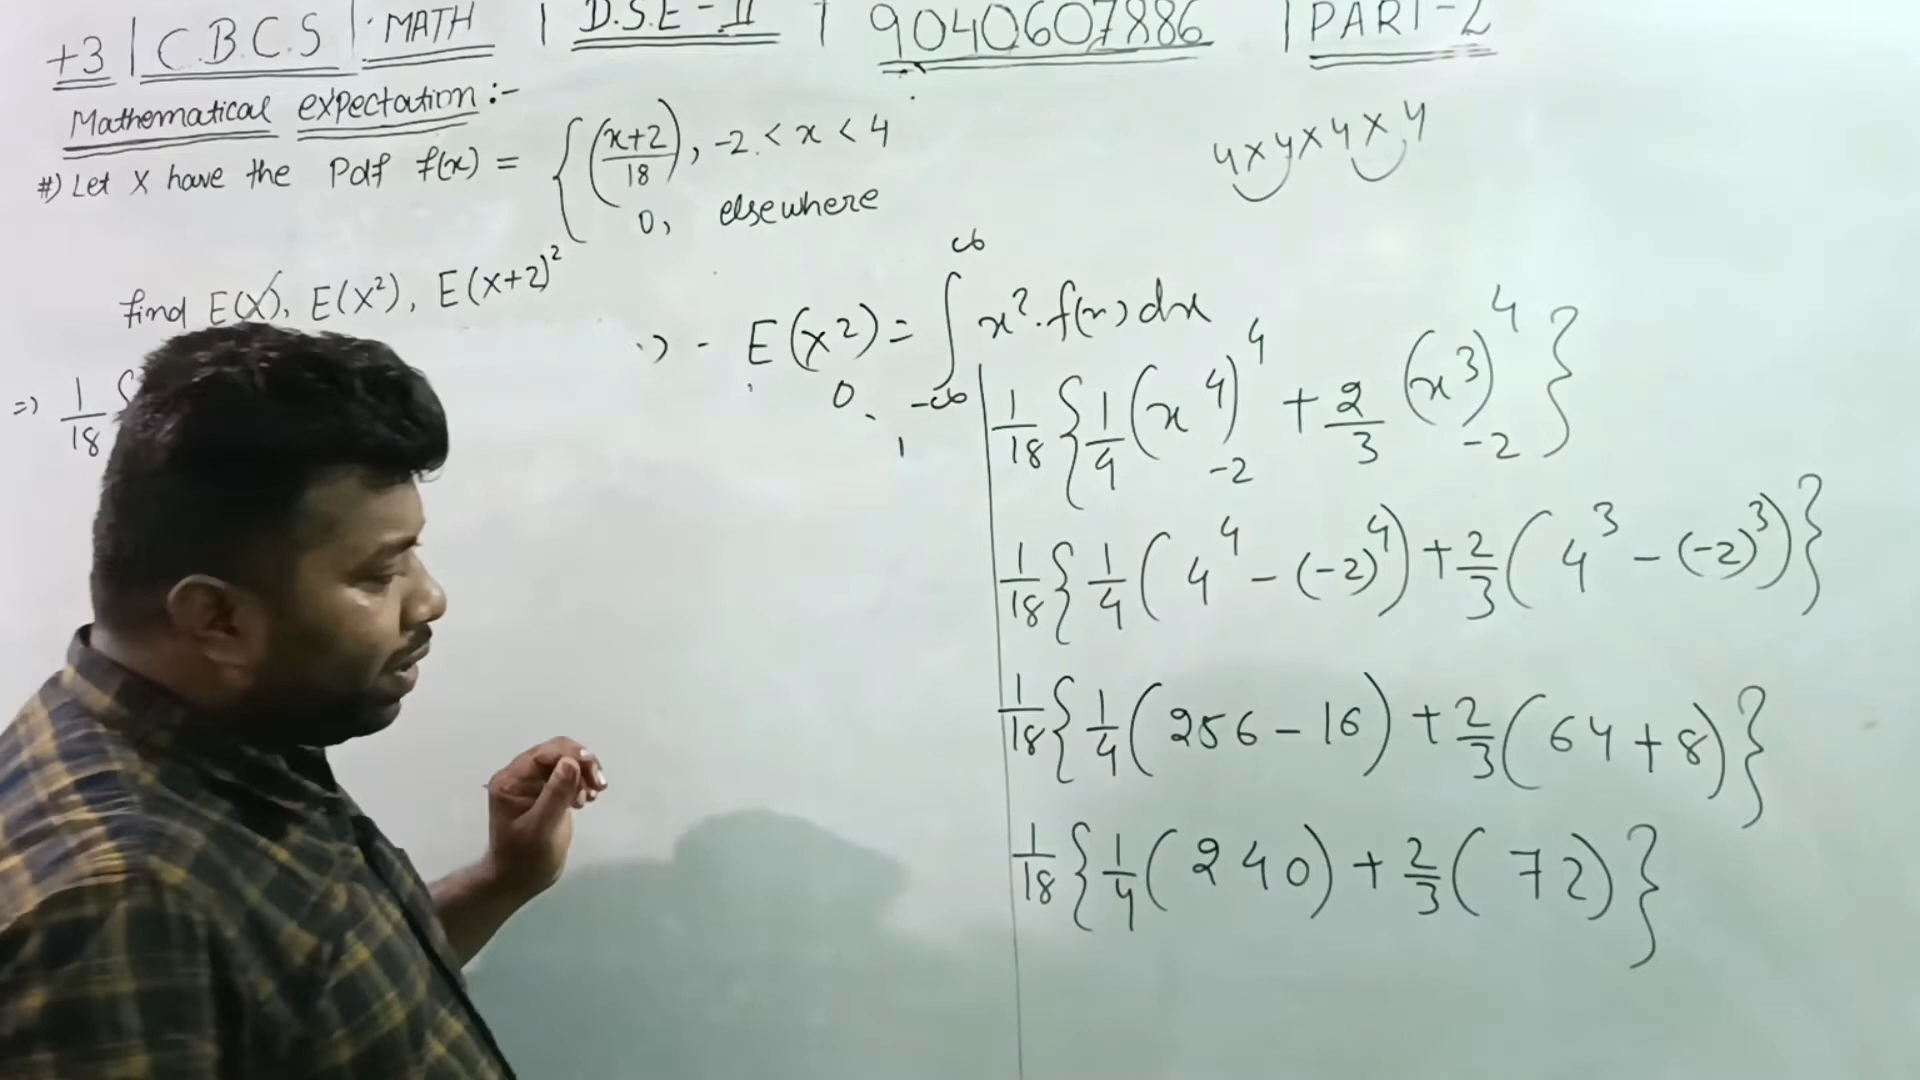 +3 | C.B.C.S | MATH | D.S.E - II | 9040607886 | PART-2
Mathematical expectation :-
#) Let X have the Pdf f(x) = { (x+2/18), -2 < x < 4
0, elsewhere
4×4×4×4
find E(X), E(X²), E(X+2)²
=) 1/18
E(x²) = ∫_{-∞}^{∞} x².f(x) dx
1/18 { 1/4 (x⁴)_{-2}^{4} + 2/3 (x³)_{-2}^{4} }
1/18 { 1/4 ( 4⁴ - (-2)⁴ ) + 2/3 ( 4³ - (-2)³ ) }
1/18 { 1/4 ( 256 - 16 ) + 2/3 ( 64 + 8 ) }
1/18 { 1/4 ( 240 ) + 2/3 ( 72 ) }